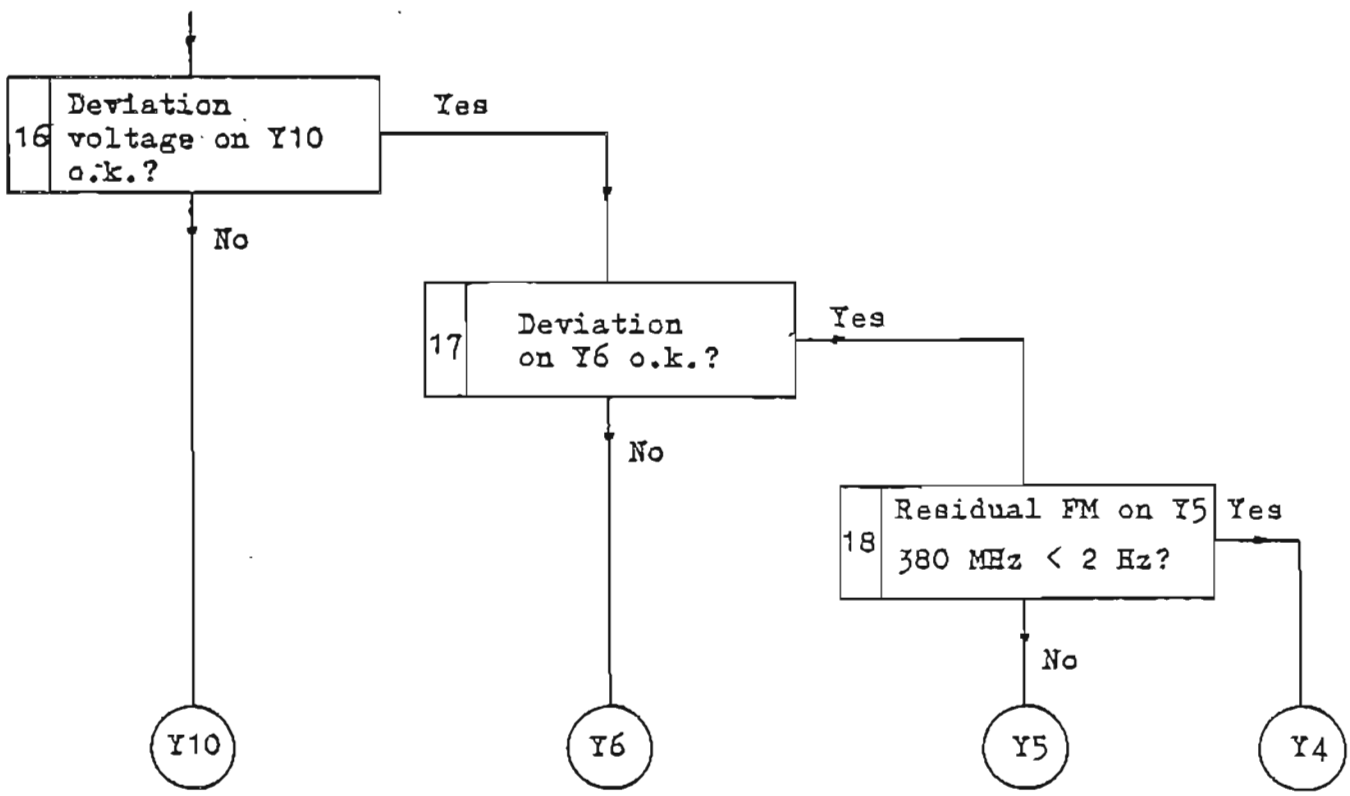 16
Deviation
voltage on Y10
o.k.?
Yes
No
17
Deviation
on Y6 o.k.?
Yes
No
18
Residual FM on Y5
380 MHz < 2 Hz?
Yes
No
Y10
Y6
Y5
Y4